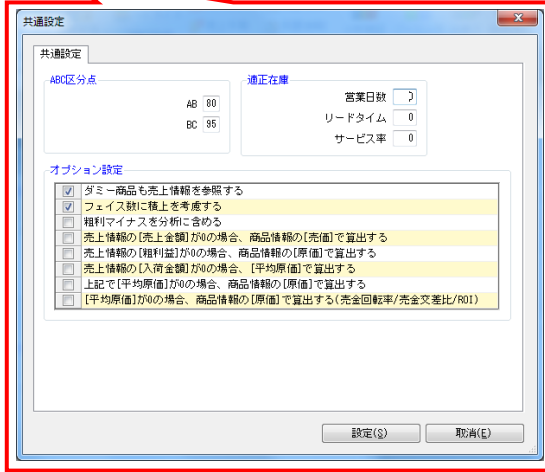 共通設定
共通設定
ABC区分点
AB 80
BC 95
適正在庫
営業日数
リードタイム 0
サービス率 0
オプション設定
ダミー商品も売上情報を参照する
フェイス数に積上を考慮する
粗利マイナスを分析に含める
売上情報の[売上金額]が0の場合、商品情報の[売価]で算出する
売上情報の[粗利益]が0の場合、商品情報の[原価]で算出する
売上情報の[入荷金額]が0の場合、[平均原価]で算出する
上記で[平均原価]が0の場合、商品情報の[原価]で算出する
[平均原価]が0の場合、商品情報の[原価]で算出する(売金回転率/売金交差比/ROI)
設定(S)
取消(E)